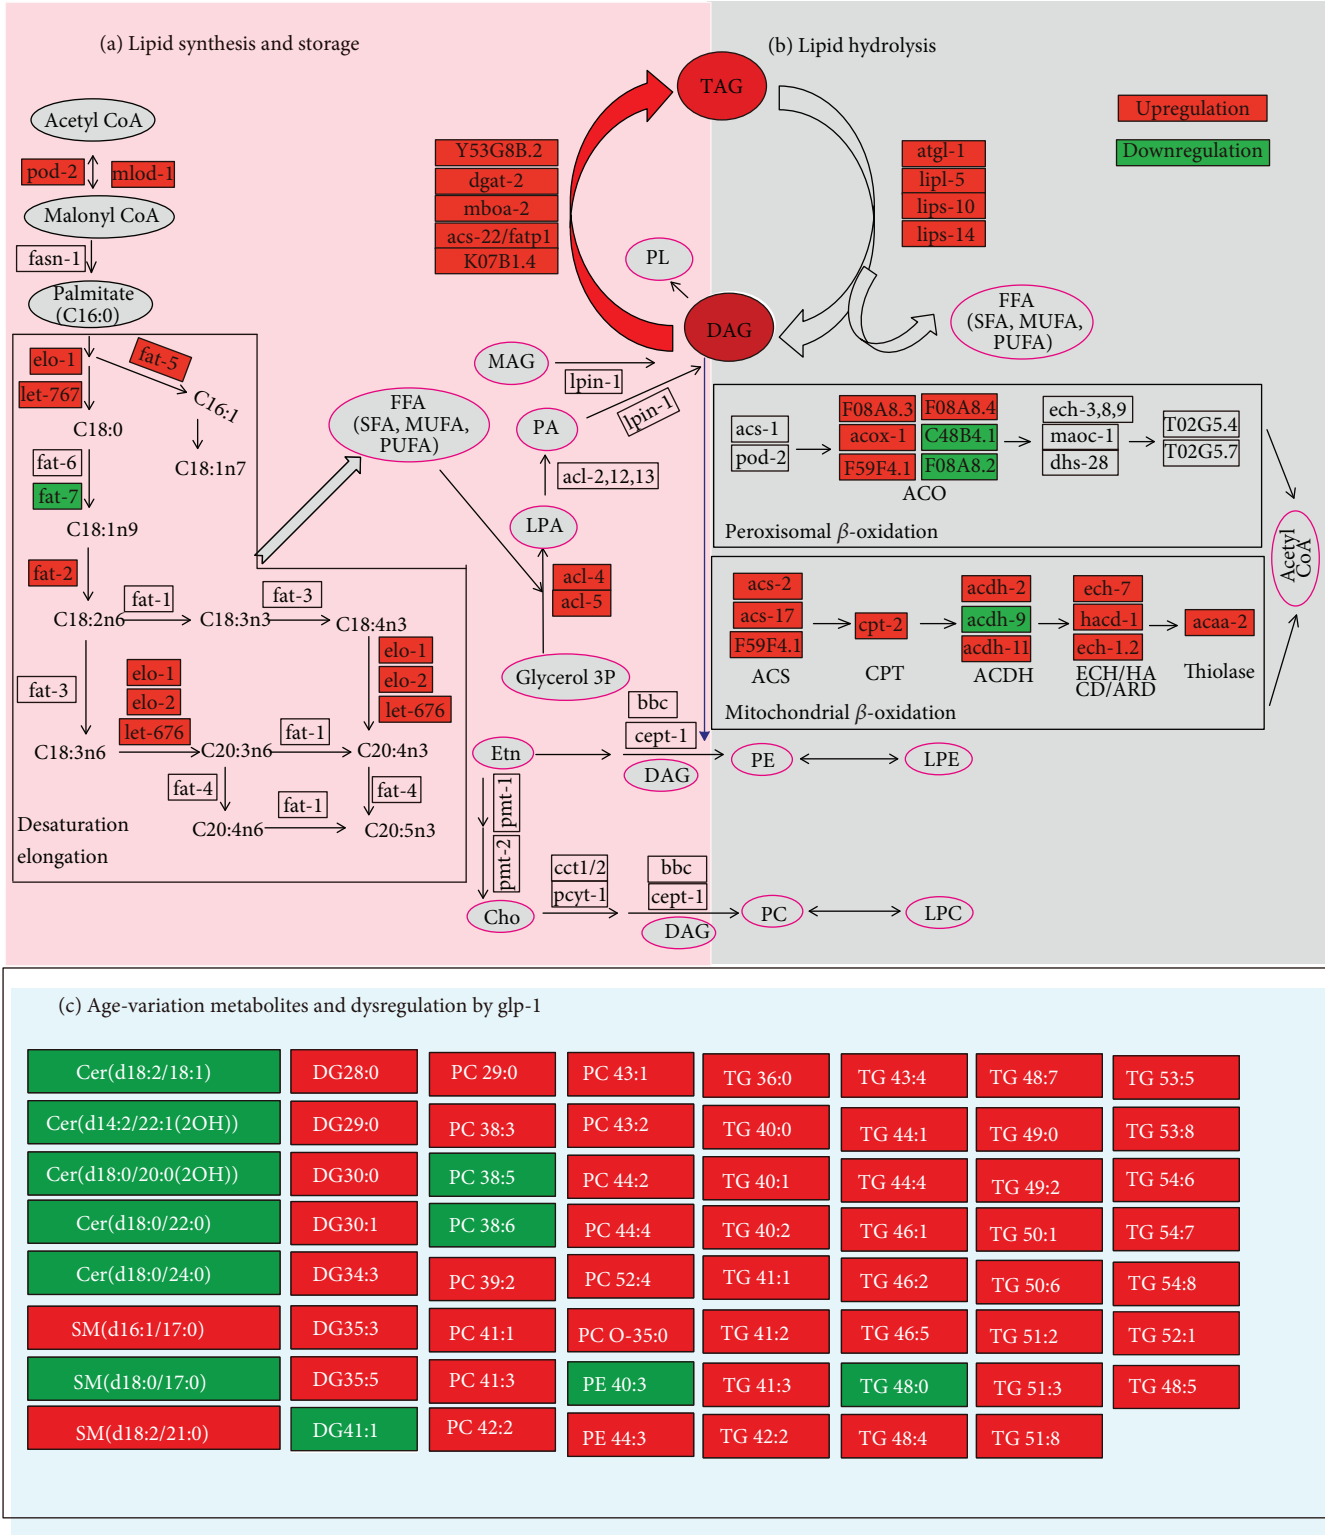 (a) Lipid synthesis and storage
Acetyl CoA
pod-2
mlod-1
Malonyl CoA
fasn-1
Palmitate
(C16:0)
elo-1
fat-5
let-767
C16:1
C18:0
C18:1n7
fat-6
fat-7
C18:1n9
fat-2
fat-1
fat-3
C18:2n6
C18:3n3
C18:4n3
elo-1
elo-2
let-676
fat-3
elo-1
elo-2
let-676
fat-1
C18:3n6
C20:3n6
C20:4n3
fat-4
fat-1
fat-4
C20:4n6
C20:5n3
Desaturation
elongation
Y53G8B.2
dgat-2
mboa-2
acs-22/fatp1
K07B1.4
TAG
PL
DAG
MAG
lpin-1
lpin-1
FFA
(SFA, MUFA,
PUFA)
PA
acl-2,12,13
LPA
acl-4
acl-5
Glycerol 3P
Etn
bbc
cept-1
DAG
PE
LPE
pmt-1
pmt-2
Cho
cct1/2
pcyt-1
bbc
cept-1
DAG
PC
LPC
(b) Lipid hydrolysis
Upregulation
Downregulation
atgl-1
lipl-5
lips-10
lips-14
FFA
(SFA, MUFA,
PUFA)
acs-1
pod-2
F08A8.3
F08A8.4
acox-1
C48B4.1
F59F4.1
F08A8.2
ACO
ech-3,8,9
maoc-1
dhs-28
T02G5.4
T02G5.7
Peroxisomal β-oxidation
Acetyl
CoA
acs-2
acs-17
F59F4.1
ACS
cpt-2
CPT
acdh-2
acdh-9
acdh-11
ACDH
ech-7
hacd-1
ech-1.2
ECH/HA
CD/ARD
acaa-2
Thiolase
Mitochondrial β-oxidation
(c) Age-variation metabolites and dysregulation by glp-1
Cer(d18:2/18:1) DG28:0 PC 29:0 PC 43:1 TG 36:0 TG 43:4 TG 48:7 TG 53:5
Cer(d14:2/22:1(2OH)) DG29:0 PC 38:3 PC 43:2 TG 40:0 TG 44:1 TG 49:0 TG 53:8
Cer(d18:0/20:0(2OH)) DG30:0 PC 38:5 PC 44:2 TG 40:1 TG 44:4 TG 49:2 TG 54:6
Cer(d18:0/22:0) DG30:1 PC 38:6 PC 44:4 TG 40:2 TG 46:1 TG 50:1 TG 54:7
Cer(d18:0/24:0) DG34:3 PC 39:2 PC 52:4 TG 41:1 TG 46:2 TG 50:6 TG 54:8
SM(d16:1/17:0) DG35:3 PC 41:1 PC O-35:0 TG 41:2 TG 46:5 TG 51:2 TG 52:1
SM(d18:0/17:0) DG35:5 PC 41:3 PE 40:3 TG 41:3 TG 48:0 TG 51:3 TG 48:5
SM(d18:2/21:0) DG41:1 PC 42:2 PE 44:3 TG 42:2 TG 48:4 TG 51:8